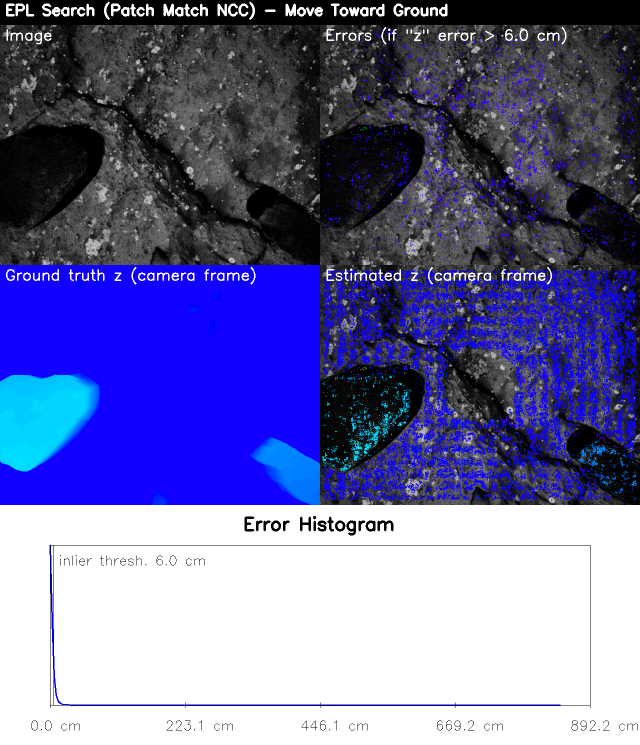 EPL Search (Patch Match NCC) - Move Toward Ground
Image
Errors (if "z" error > 6.0 cm)
Ground truth z (camera frame)
Estimated z (camera frame)
Error Histogram
inlier thresh. 6.0 cm
0.0 cm
223.1 cm
446.1 cm
669.2 cm
892.2 cm